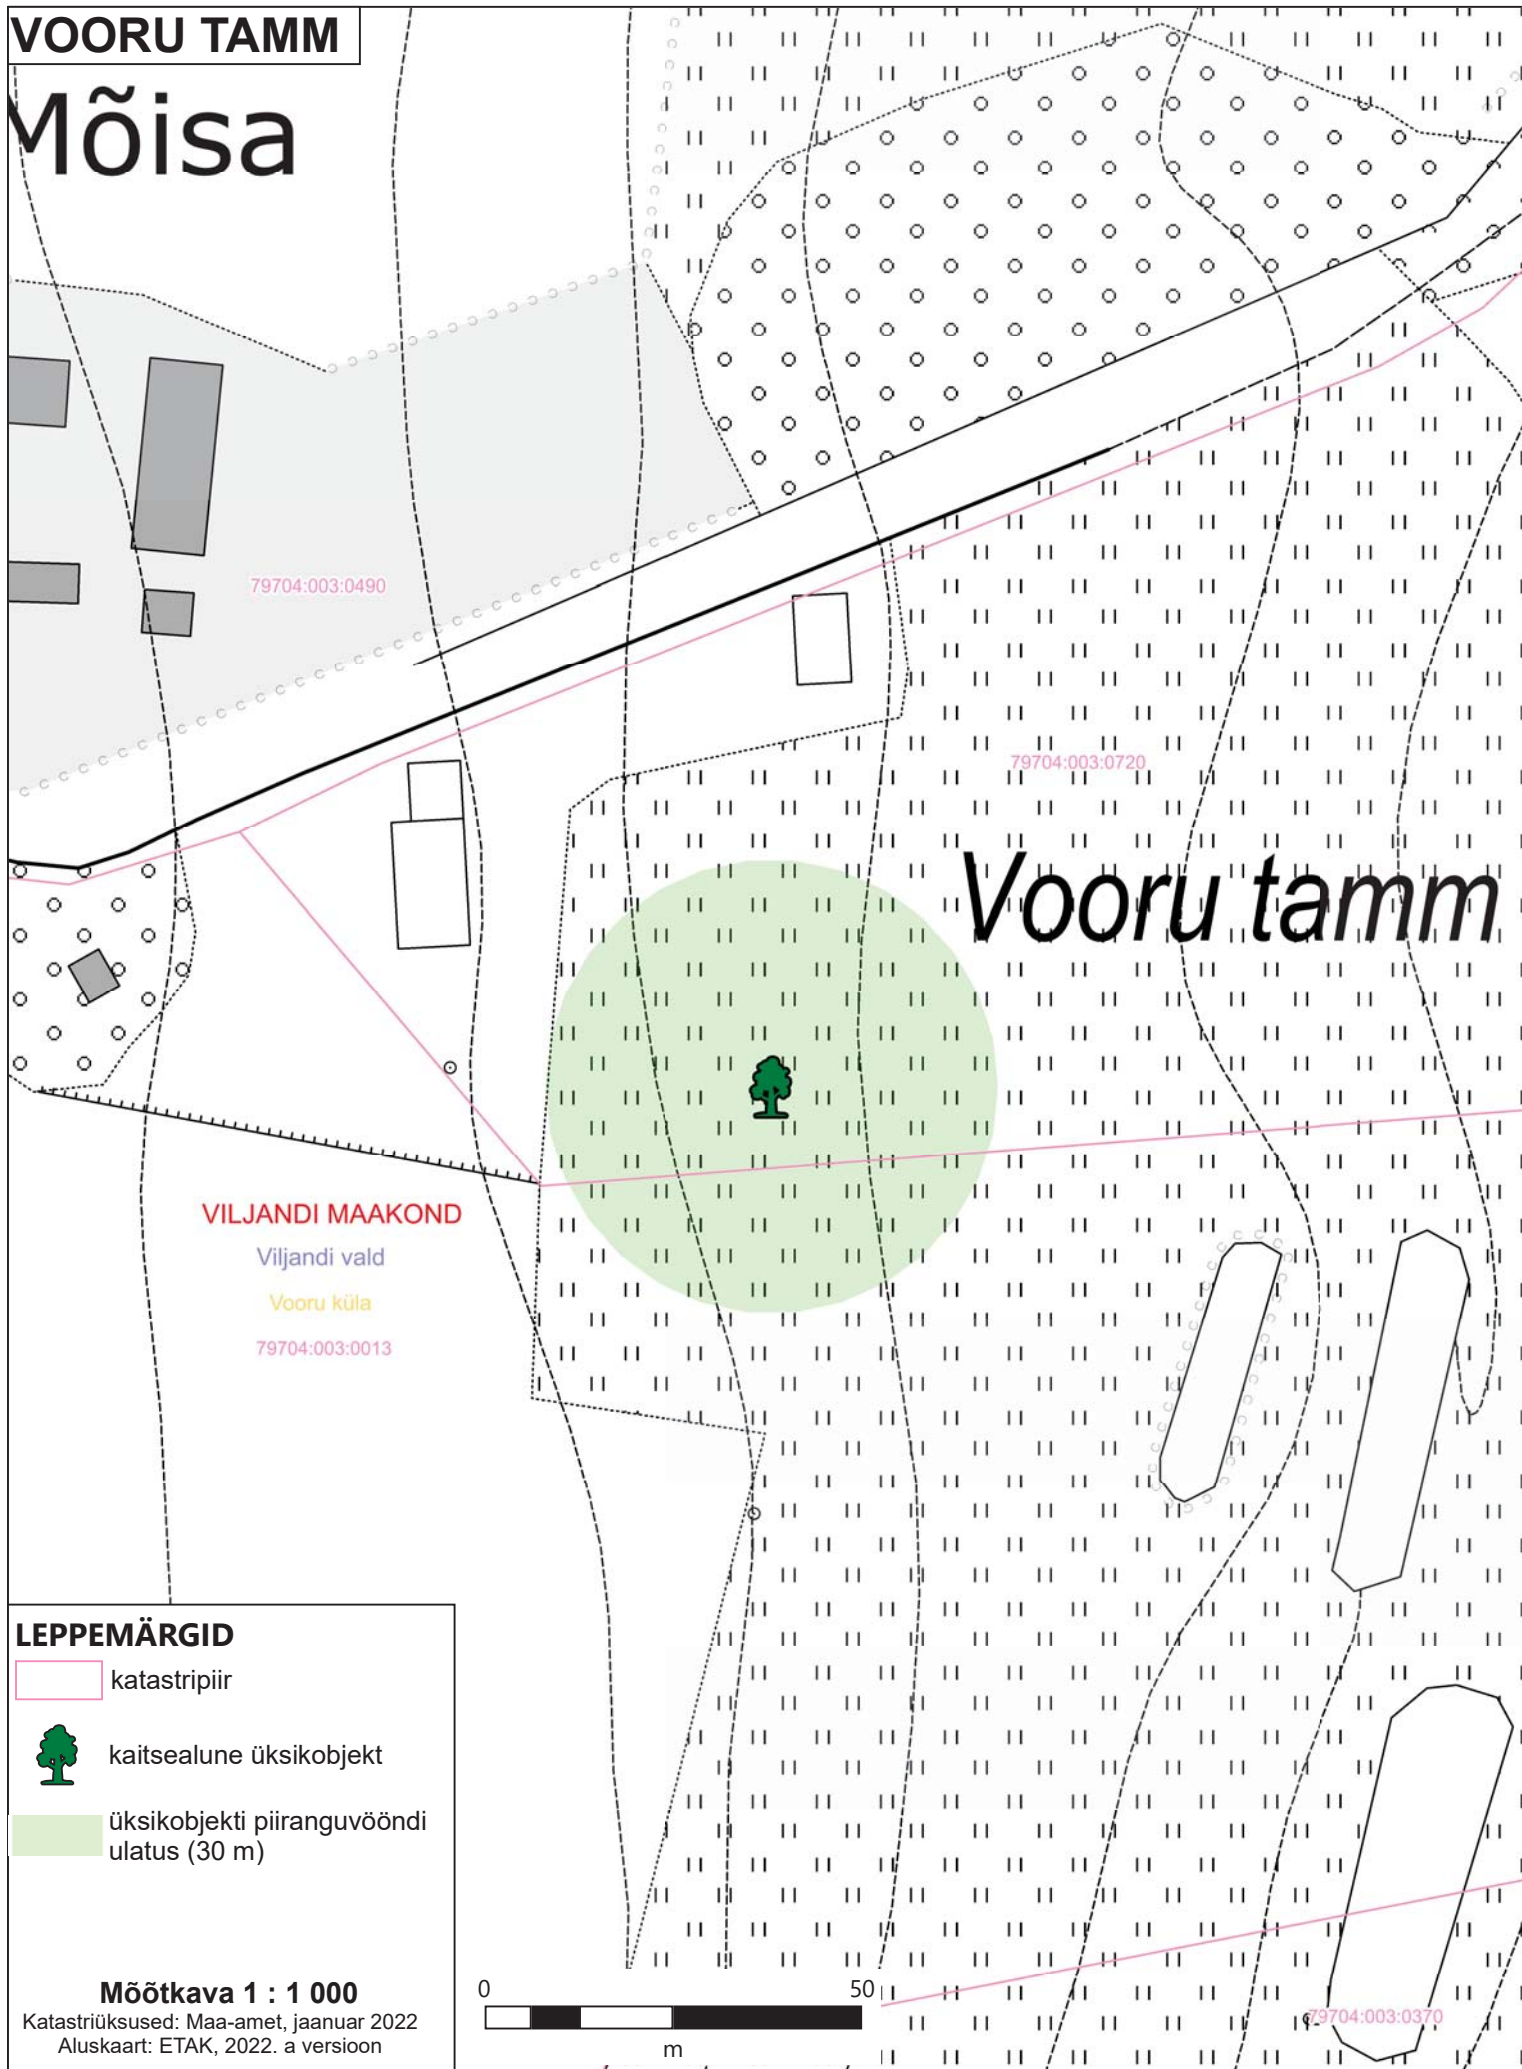 VOORU TAMM
Mõisa
79704:003:0490
79704:003:0720
Vooru tamm
VILJANDI MAAKOND
Viljandi vald
Vooru küla
79704:003:0013
LEPPEMÄRGID
katastripiir
kaitsealune üksikobjekt
üksikobjekti piiranguvööndi
ulatus (30 m)
Mõõtkava 1 : 1 000
Katastriüksused: Maa-amet, jaanuar 2022
Aluskaart: ETAK, 2022. a versioon
0 50
m
79704:003:0370